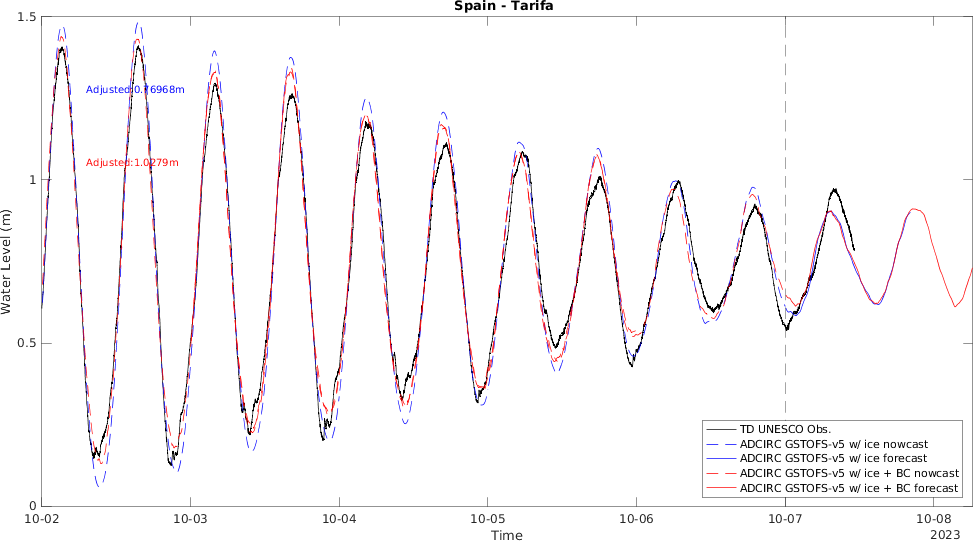 Spain - Tarifa
1.5
Adjusted:0.76968m
Adjusted:1.0279m
1
Water Level (m)
0.5
TD UNESCO Obs.
ADCIRC GSTOFS-v5 w/ ice nowcast
ADCIRC GSTOFS-v5 w/ ice forecast
ADCIRC GSTOFS-v5 w/ ice + BC nowcast
ADCIRC GSTOFS-v5 w/ ice + BC forecast
0
10-02 10-03 10-04 10-05 10-06 10-07 10-08
Time 2023